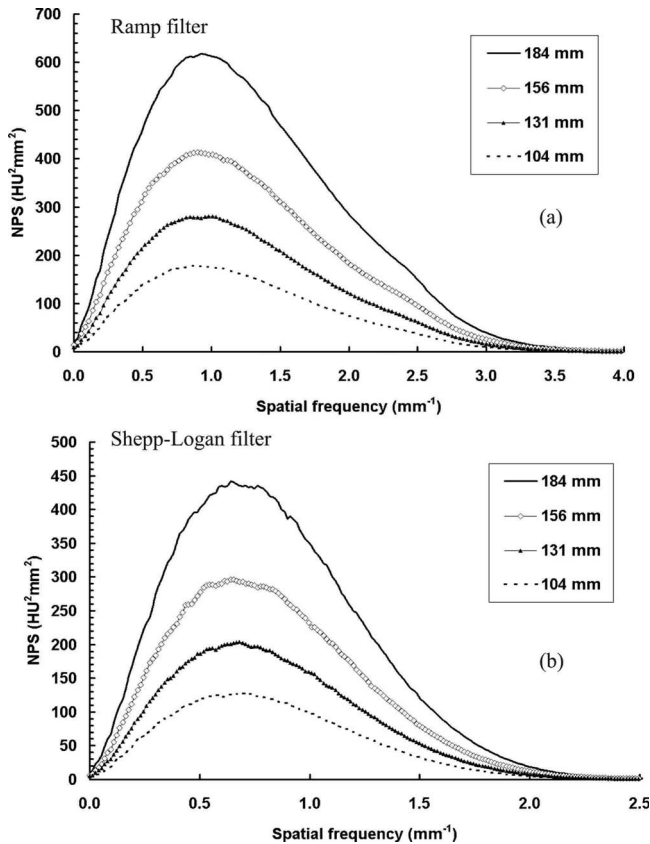 Ramp filter
700
600
500
400
300
200
100
0
NPS (HU²mm²)
184 mm
156 mm
131 mm
104 mm
(a)
0.0 0.5 1.0 1.5 2.0 2.5 3.0 3.5 4.0
Spatial frequency (mm⁻¹)
Shepp-Logan filter
500
450
400
350
300
250
200
150
100
50
0
NPS (HU²mm²)
184 mm
156 mm
131 mm
104 mm
(b)
0.0 0.5 1.0 1.5 2.0 2.5
Spatial frequency (mm⁻¹)